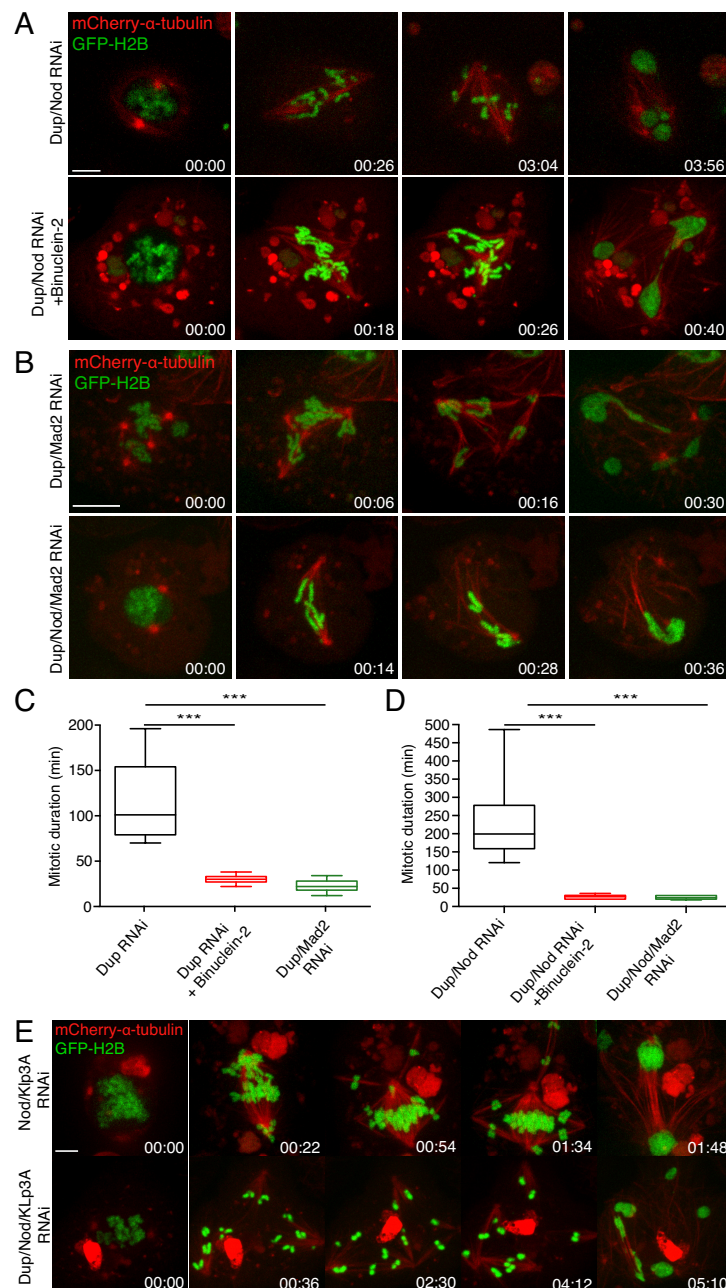 A
mCherry-α-tubulin
GFP-H2B
Dup/Nod RNAi
00:00
00:26
03:04
03:56
Dup/Nod RNAi
+Binuclein-2
00:00
00:18
00:26
00:40
B
mCherry-α-tubulin
GFP-H2B
Dup/Mad2 RNAi
00:00
00:06
00:16
00:30
Dup/Nod/Mad2 RNAi
00:00
00:14
00:28
00:36
C
***
***
Mitotic duration (min)
200
150
100
50
0
Dup RNAi
Dup RNAi
+ Binuclein-2
Dup/Mad2
RNAi
D
***
***
Mitotic dutation (min)
500
450
400
350
300
250
200
150
100
50
0
Dup/Nod RNAi
Dup/Nod RNAi
+Binuclein-2
Dup/Nod/Mad2
RNAi
E
mCherry-α-tubulin
GFP-H2B
Nod/Klp3A
RNAi
00:00
00:22
00:54
01:34
01:48
Dup/Nod/KLp3A
RNAi
00:00
00:36
02:30
04:12
05:10